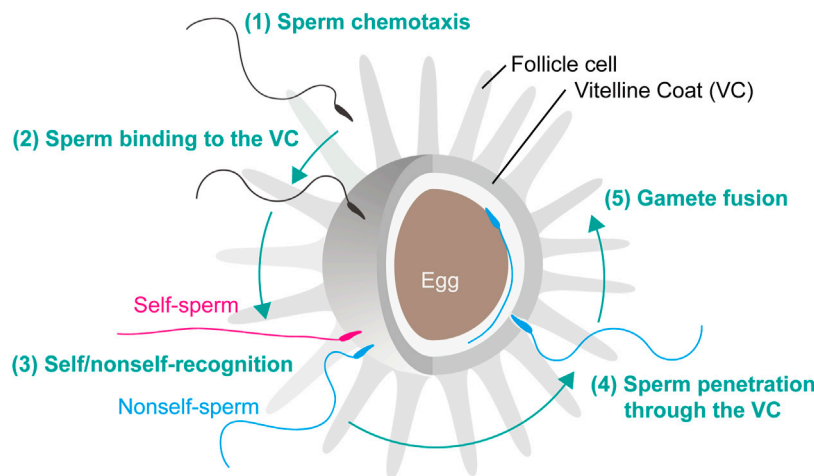 (1) Sperm chemotaxis
Follicle cell
Vitelline Coat (VC)
(2) Sperm binding to the VC
(5) Gamete fusion
Egg
Self-sperm
(3) Self/nonself-recognition
Nonself-sperm
(4) Sperm penetration
through the VC